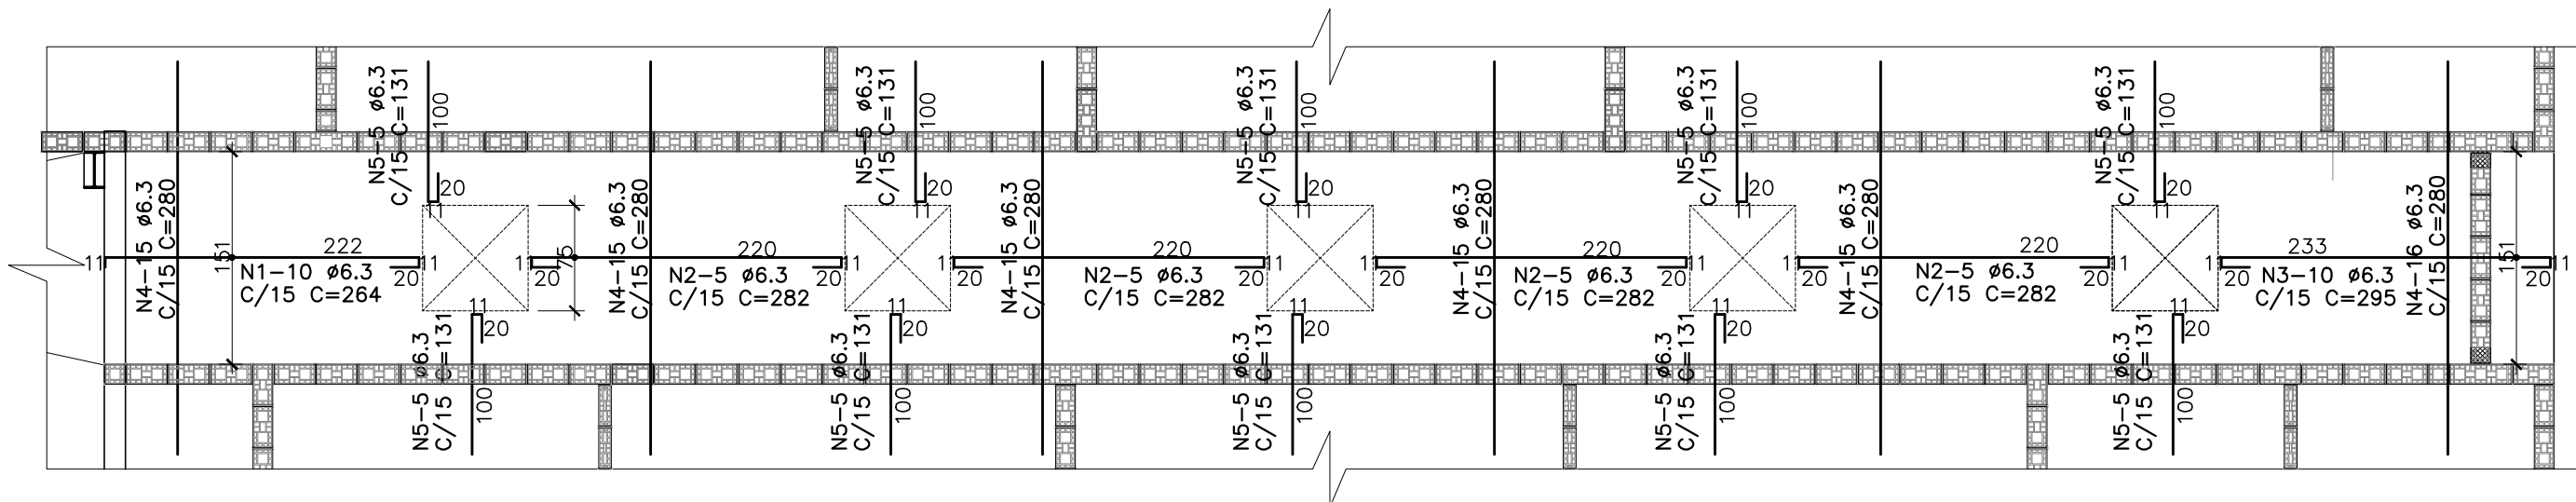 N5-5 ø6.3
C/15 C=131
100
20
11
N5-5 ø6.3
C/15 C=131
100
20
11
N5-5 ø6.3
C/15 C=131
100
20
11
N5-5 ø6.3
C/15 C=131
100
20
11
N5-5 ø6.3
C/15 C=131
100
20
11
N4-15 ø6.3
C/15 C=280
151
11
222
N1-10 ø6.3
C/15 C=264
20
11
11
20
75
N4-15 ø6.3
C/15 C=280
220
N2-5 ø6.3
C/15 C=282
20
11
11
20
N4-15 ø6.3
C/15 C=280
220
N2-5 ø6.3
C/15 C=282
20
11
11
20
N4-15 ø6.3
C/15 C=280
220
N2-5 ø6.3
C/15 C=282
20
11
11
20
N4-15 ø6.3
C/15 C=280
220
N2-5 ø6.3
C/15 C=282
20
11
11
20
233
N3-10 ø6.3
C/15 C=295
N4-16 ø6.3
C/15 C=280
151
20
11
N5-5 ø6.3
C/15 C=131
11
20
100
N5-5 ø6.3
C/15 C=131
11
20
100
N5-5 ø6.3
C/15 C=131
11
20
100
N5-5 ø6.3
C/15 C=131
11
20
100
N5-5 ø6.3
C/15 C=131
11
20
100